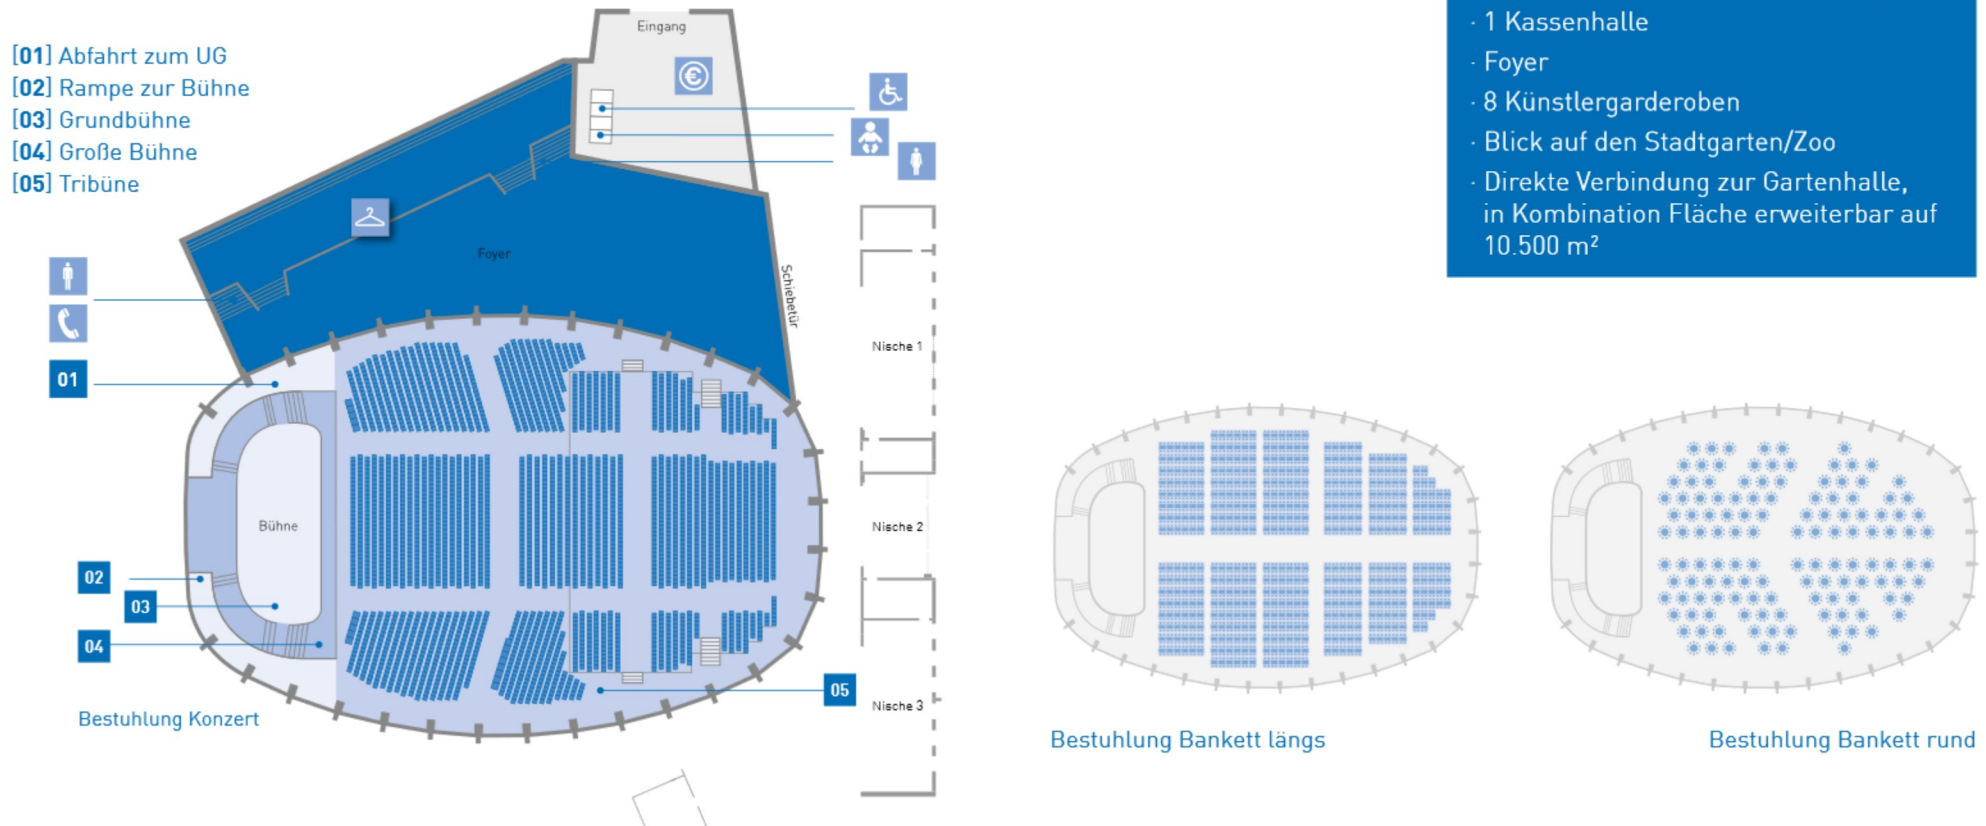 [01] Abfahrt zum UG
[02] Rampe zur Bühne
[03] Grundbühne
[04] Große Bühne
[05] Tribüne
Eingang
€
Foyer
Schiebetür
01
Bühne
02
03
04
05
Nische 1
Nische 2
Nische 3
Bestuhlung Konzert
· 1 Kassenhalle
· Foyer
· 8 Künstlergarderoben
· Blick auf den Stadtgarten/Zoo
· Direkte Verbindung zur Gartenhalle,
in Kombination Fläche erweiterbar auf
10.500 m²
Bestuhlung Bankett längs
Bestuhlung Bankett rund